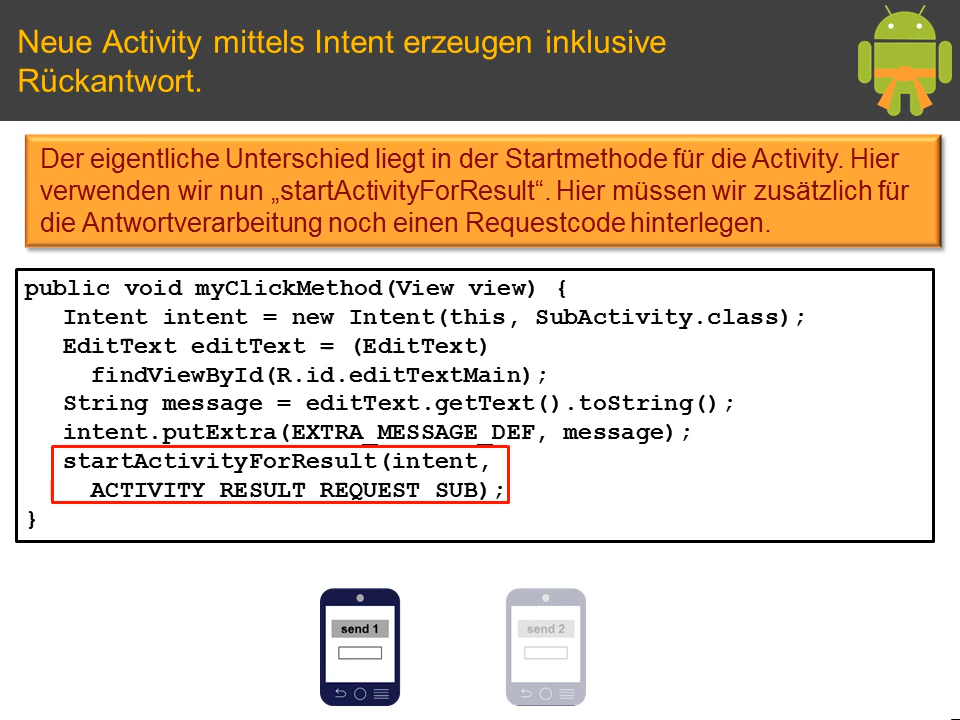 Neue Activity mittels Intent erzeugen inklusive
Rückantwort.
Der eigentliche Unterschied liegt in der Startmethode für die Activity. Hier
verwenden wir nun „startActivityForResult“. Hier müssen wir zusätzlich für
die Antwortverarbeitung noch einen Requestcode hinterlegen.
public void myClickMethod(View view) {
Intent intent = new Intent(this, SubActivity.class);
EditText editText = (EditText)
findViewById(R.id.editTextMain);
String message = editText.getText().toString();
intent.putExtra(EXTRA_MESSAGE_DEF, message);
startActivityForResult(intent,
ACTIVITY_RESULT_REQUEST_SUB);
}
send 1
send 2